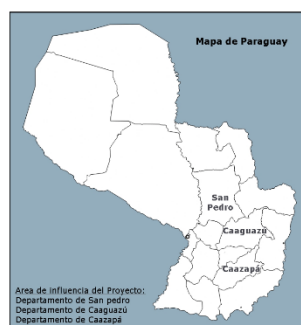 Mapa de Paraguay
San
Pedro
Caaguazú
Caazapá
Area de Influencia del Proyecto:
Departamento de San pedro
Departamento de Caaguazú
Departamento de Caazapá